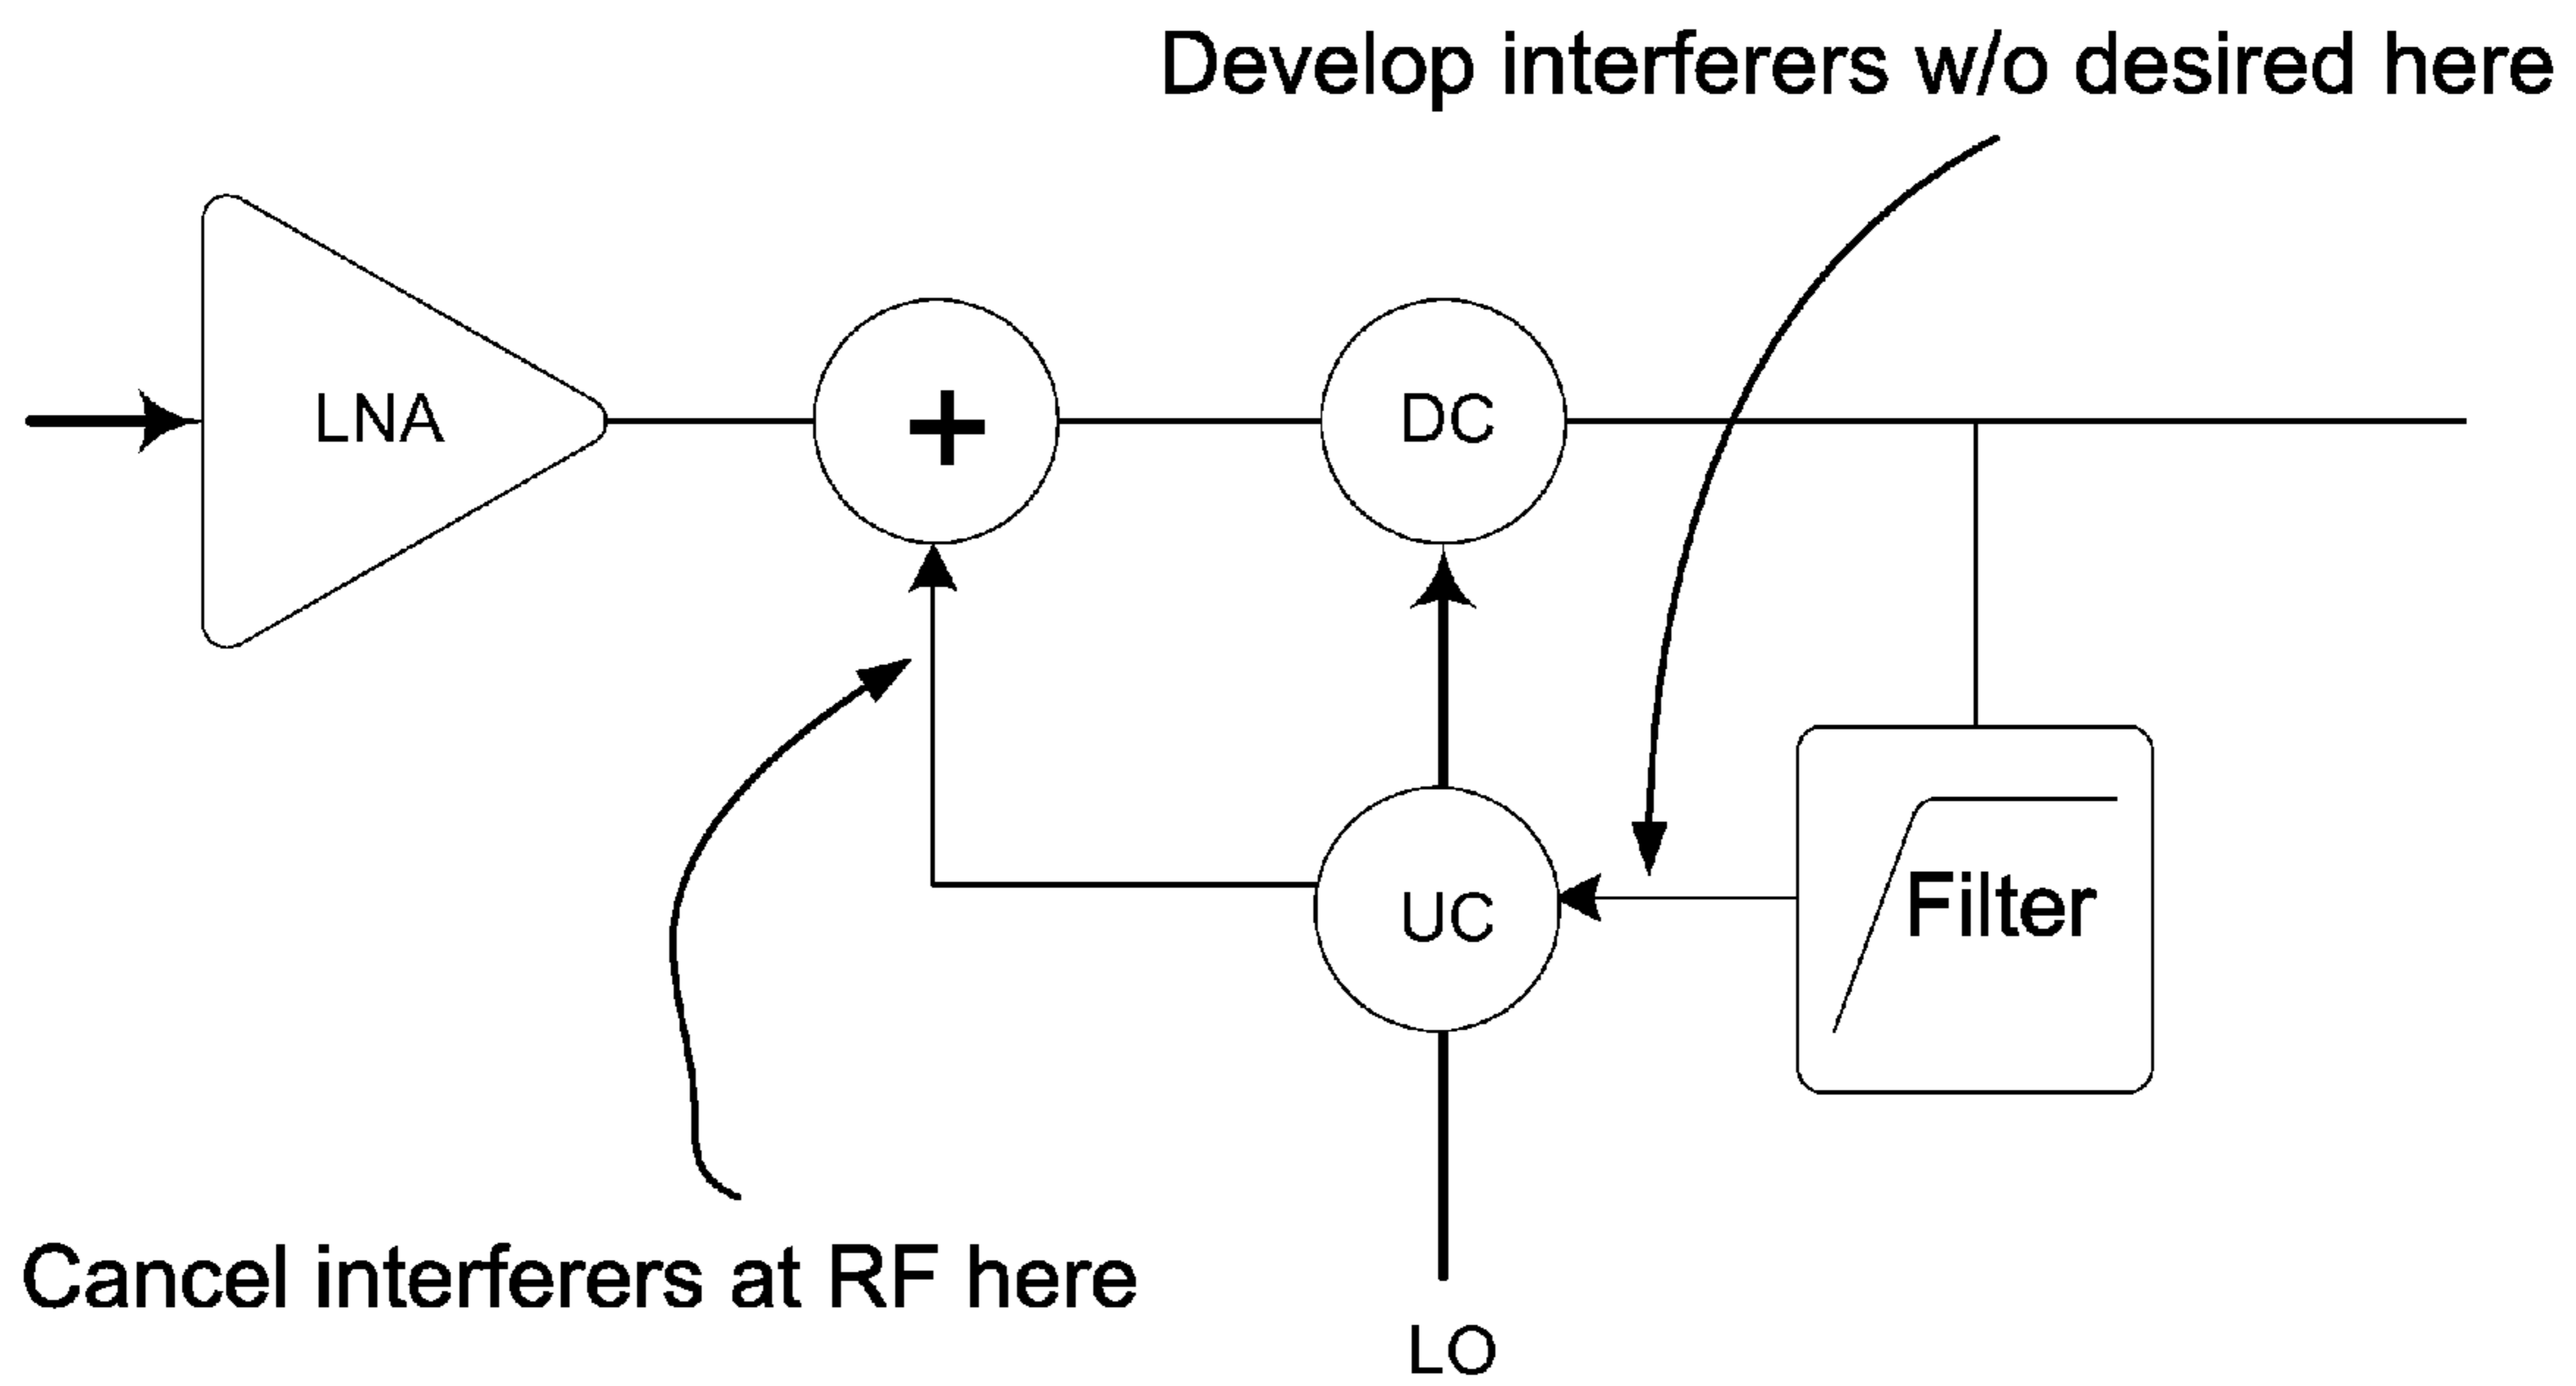 Develop interferers w/o desired here
LNA
+
DC
UC
Filter
Cancel interferers at RF here
LO